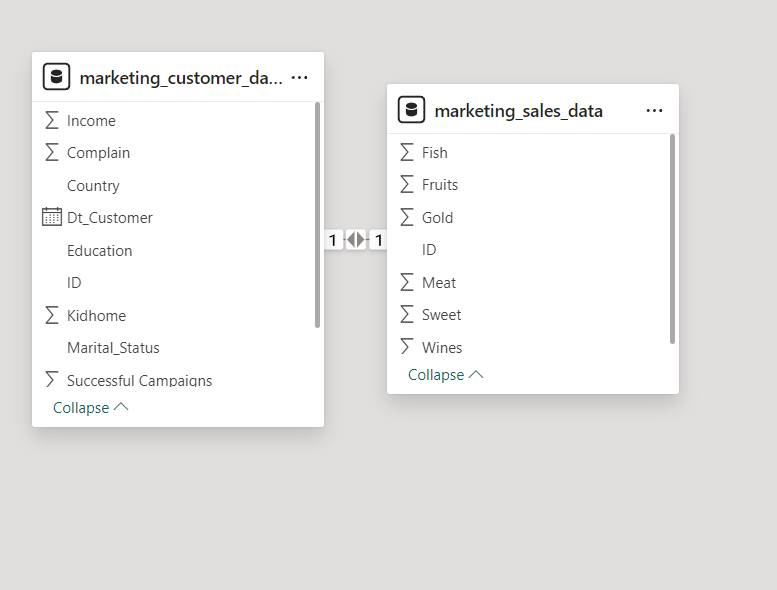 marketing_customer_da... ...
Income
Complain
Country
Dt_Customer
Education
ID
Kidhome
Marital_Status
Successful Campaigns
Collapse
1 1
marketing_sales_data ...
Fish
Fruits
Gold
ID
Meat
Sweet
Wines
Collapse